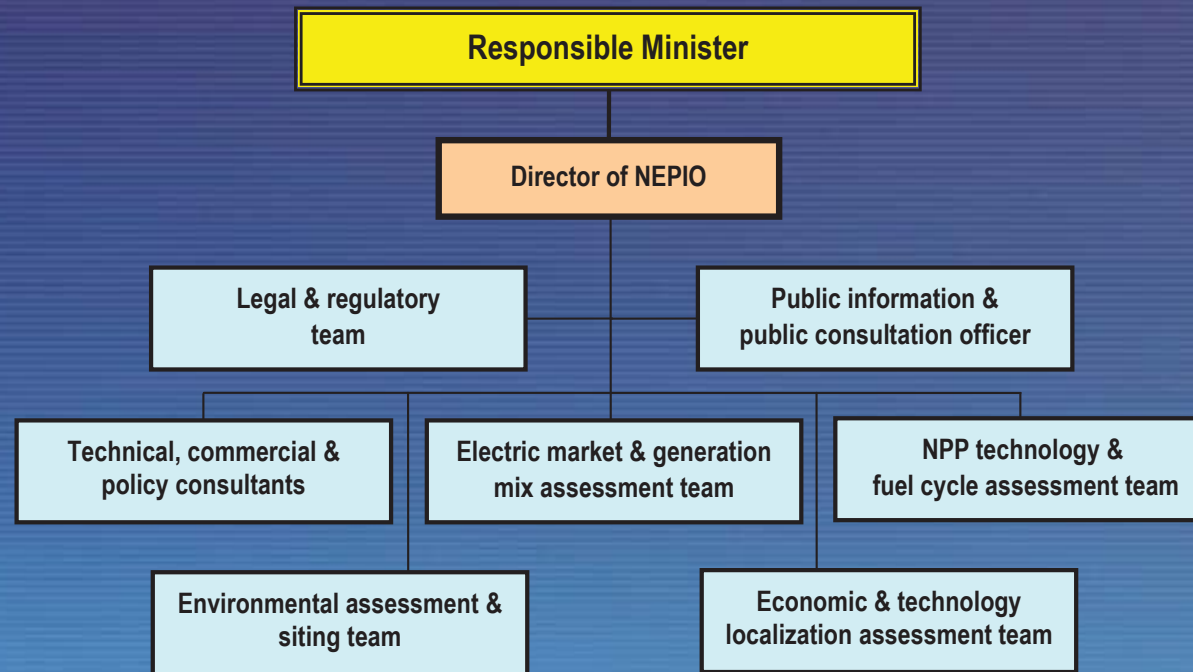 Responsible Minister
Director of NEPIO
Legal & regulatory
team
Public information &
public consultation officer
Technical, commercial &
policy consultants
Electric market & generation
mix assessment team
NPP technology &
fuel cycle assessment team
Environmental assessment &
siting team
Economic & technology
localization assessment team